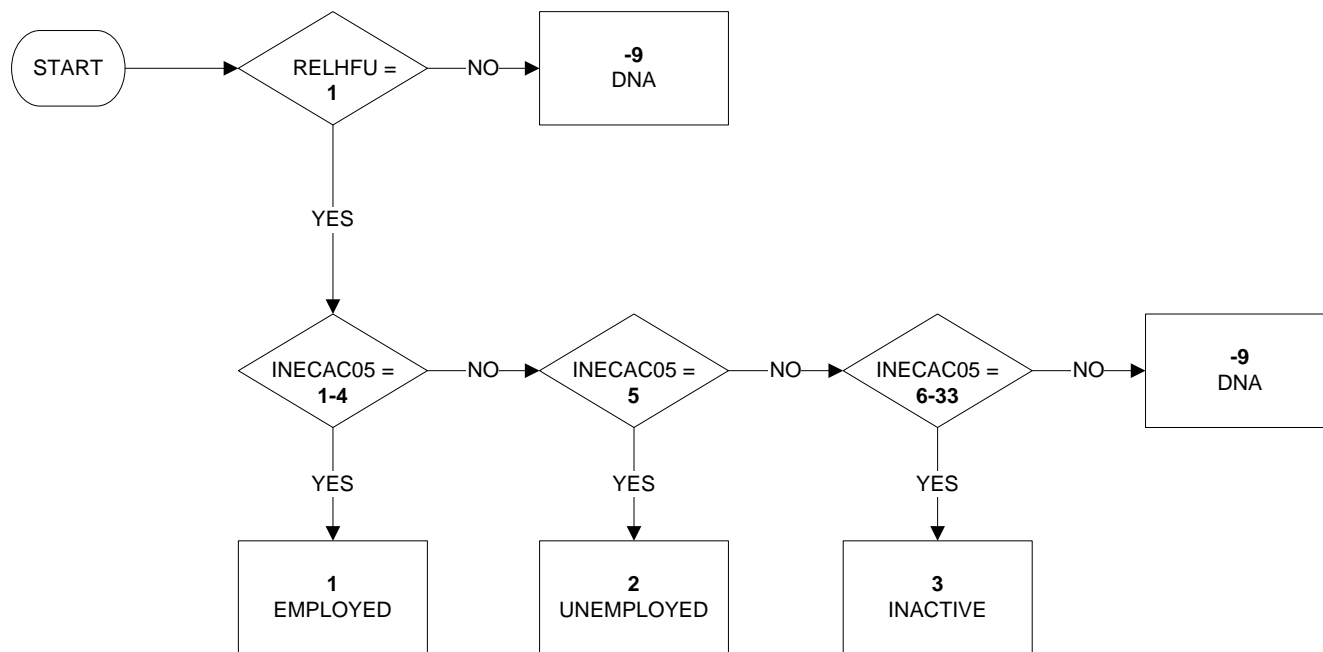 START
RELHFU =
1
NO
-9
DNA
YES
INECAC05 =
1-4
NO
INECAC05 =
5
NO
INECAC05 =
6-33
NO
-9
DNA
YES
YES
YES
1
EMPLOYED
2
UNEMPLOYED
3
INACTIVE